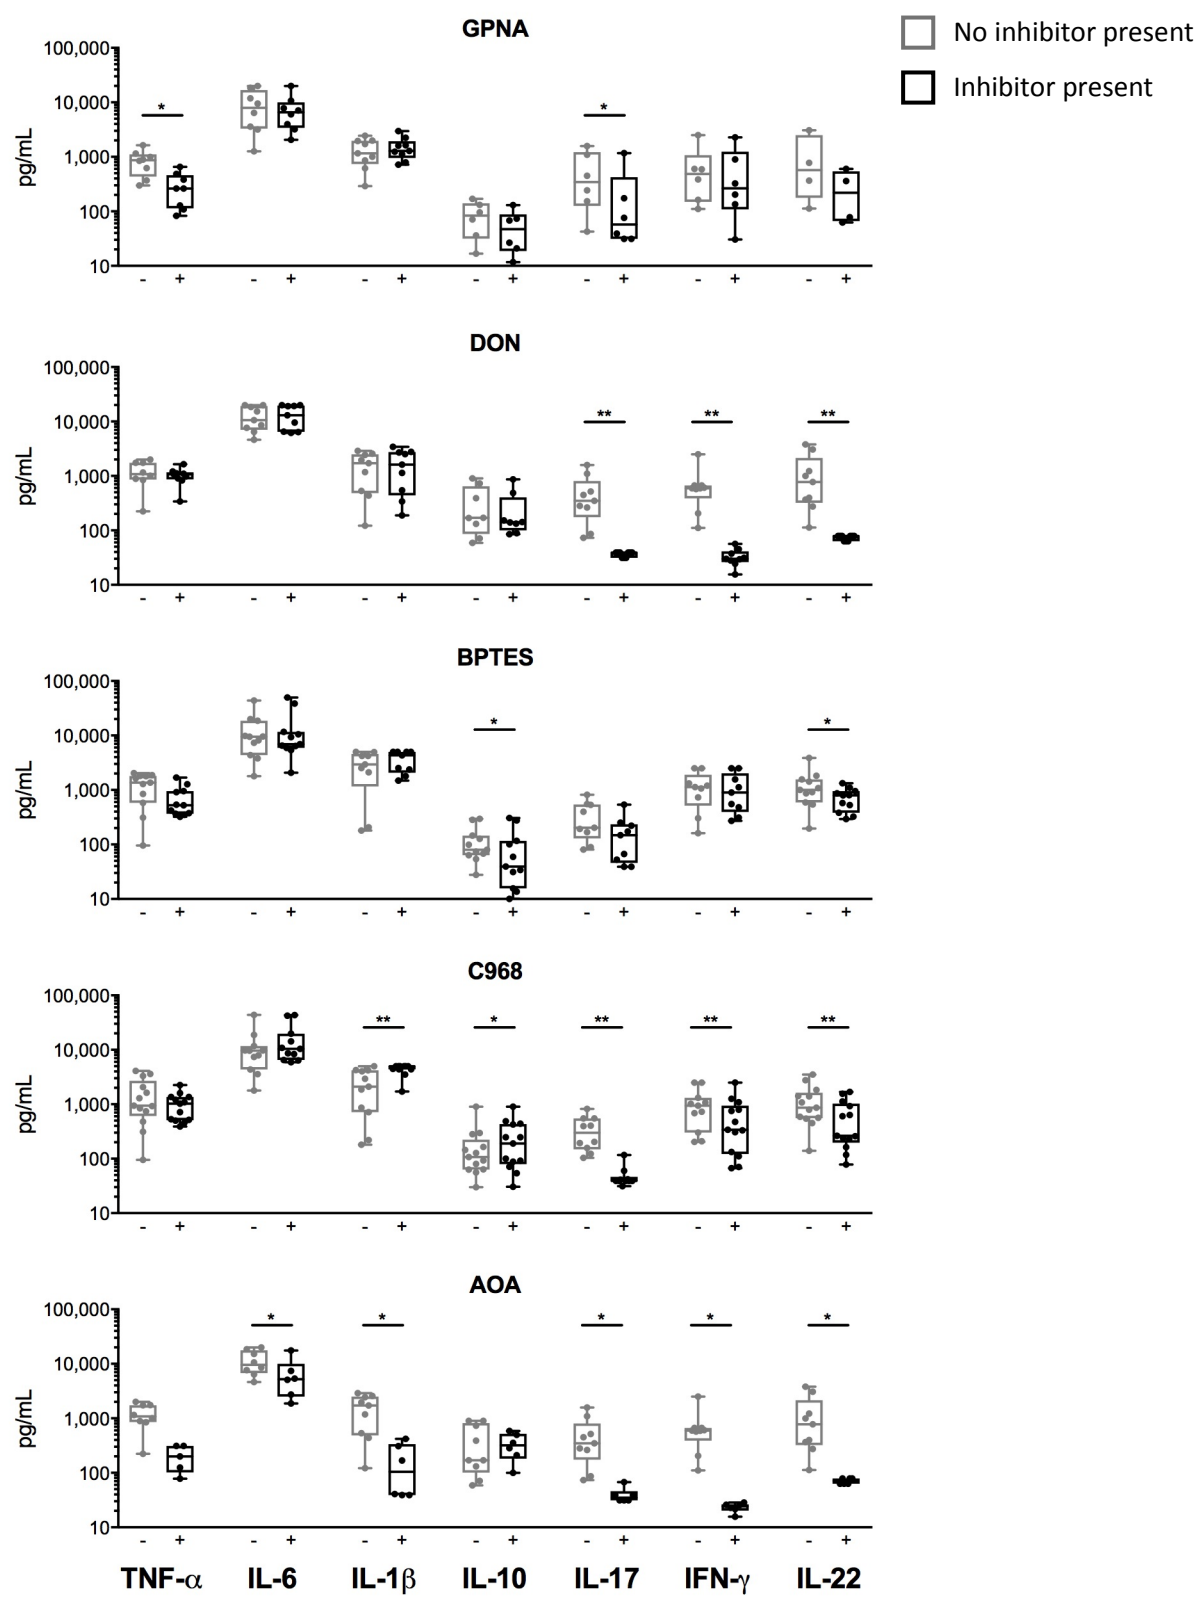 GPNA
No inhibitor present
Inhibitor present
100,000
10,000
1,000
100
10
pg/mL
* *
- + - + - + - + - + - + - +
DON
100,000
10,000
1,000
100
10
pg/mL
** ** **
- + - + - + - + - + - + - +
BPTES
100,000
10,000
1,000
100
10
pg/mL
* *
- + - + - + - + - + - + - +
C968
100,000
10,000
1,000
100
10
pg/mL
** * ** ** **
- + - + - + - + - + - + - +
AOA
100,000
10,000
1,000
100
10
pg/mL
* * * * *
- + - + - + - + - + - + - +
TNF-α IL-6 IL-1β IL-10 IL-17 IFN-γ IL-22